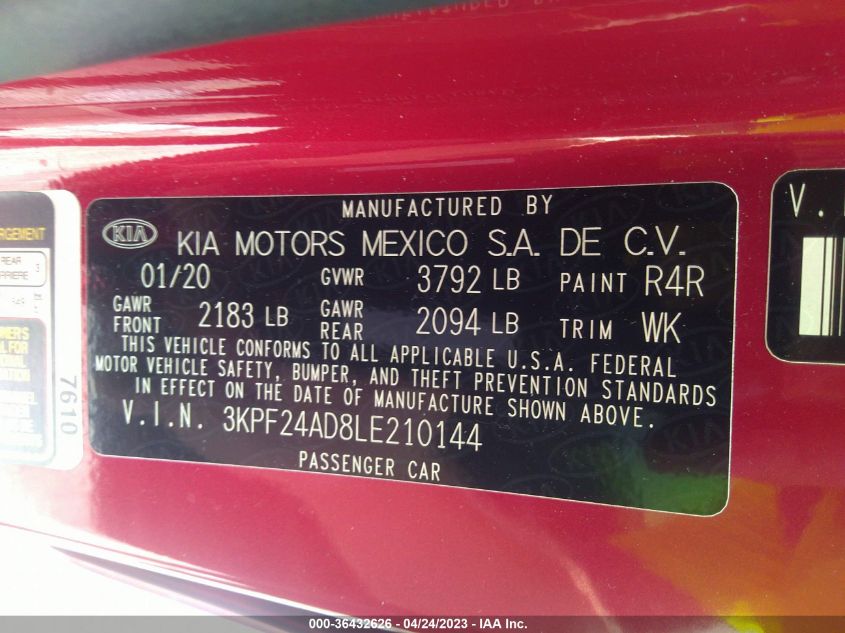 MANUFACTURED BY
KIA KIA MOTORS MEXICO S.A. DE C.V.
01/20 GVWR 3792 LB PAINT R4R
GAWR FRONT 2183 LB GAWR REAR 2094 LB TRIM WK
THIS VEHICLE CONFORMS TO ALL APPLICABLE U.S.A. FEDERAL
MOTOR VEHICLE SAFETY, BUMPER, AND THEFT PREVENTION STANDARDS
IN EFFECT ON THE DATE OF MANUFACTURE SHOWN ABOVE.
V.I.N. 3KPF24AD8LE210144
PASSENGER CAR
REAR
7610
V.
000-36432626 - 04/24/2023 - IAA Inc.